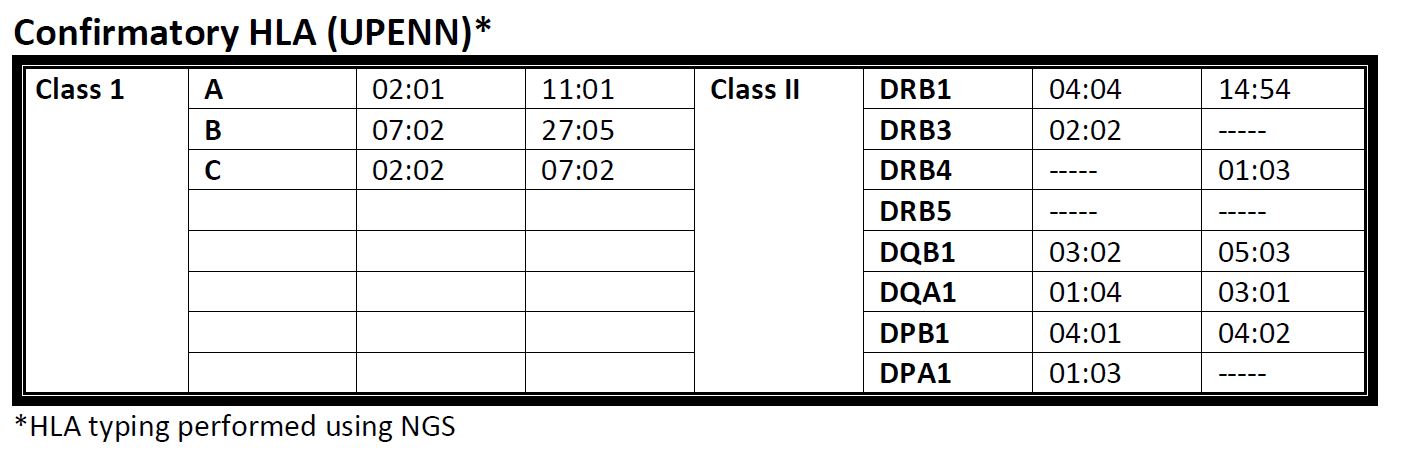 Confirmatory HLA (UPENN)*
Class 1 A 02:01 11:01 Class II DRB1 04:04 14:54
B 07:02 27:05 DRB3 02:02 -----
C 02:02 07:02 DRB4 ----- 01:03
DRB5 ----- -----
DQB1 03:02 05:03
DQA1 01:04 03:01
DPB1 04:01 04:02
DPA1 01:03 -----
*HLA typing performed using NGS